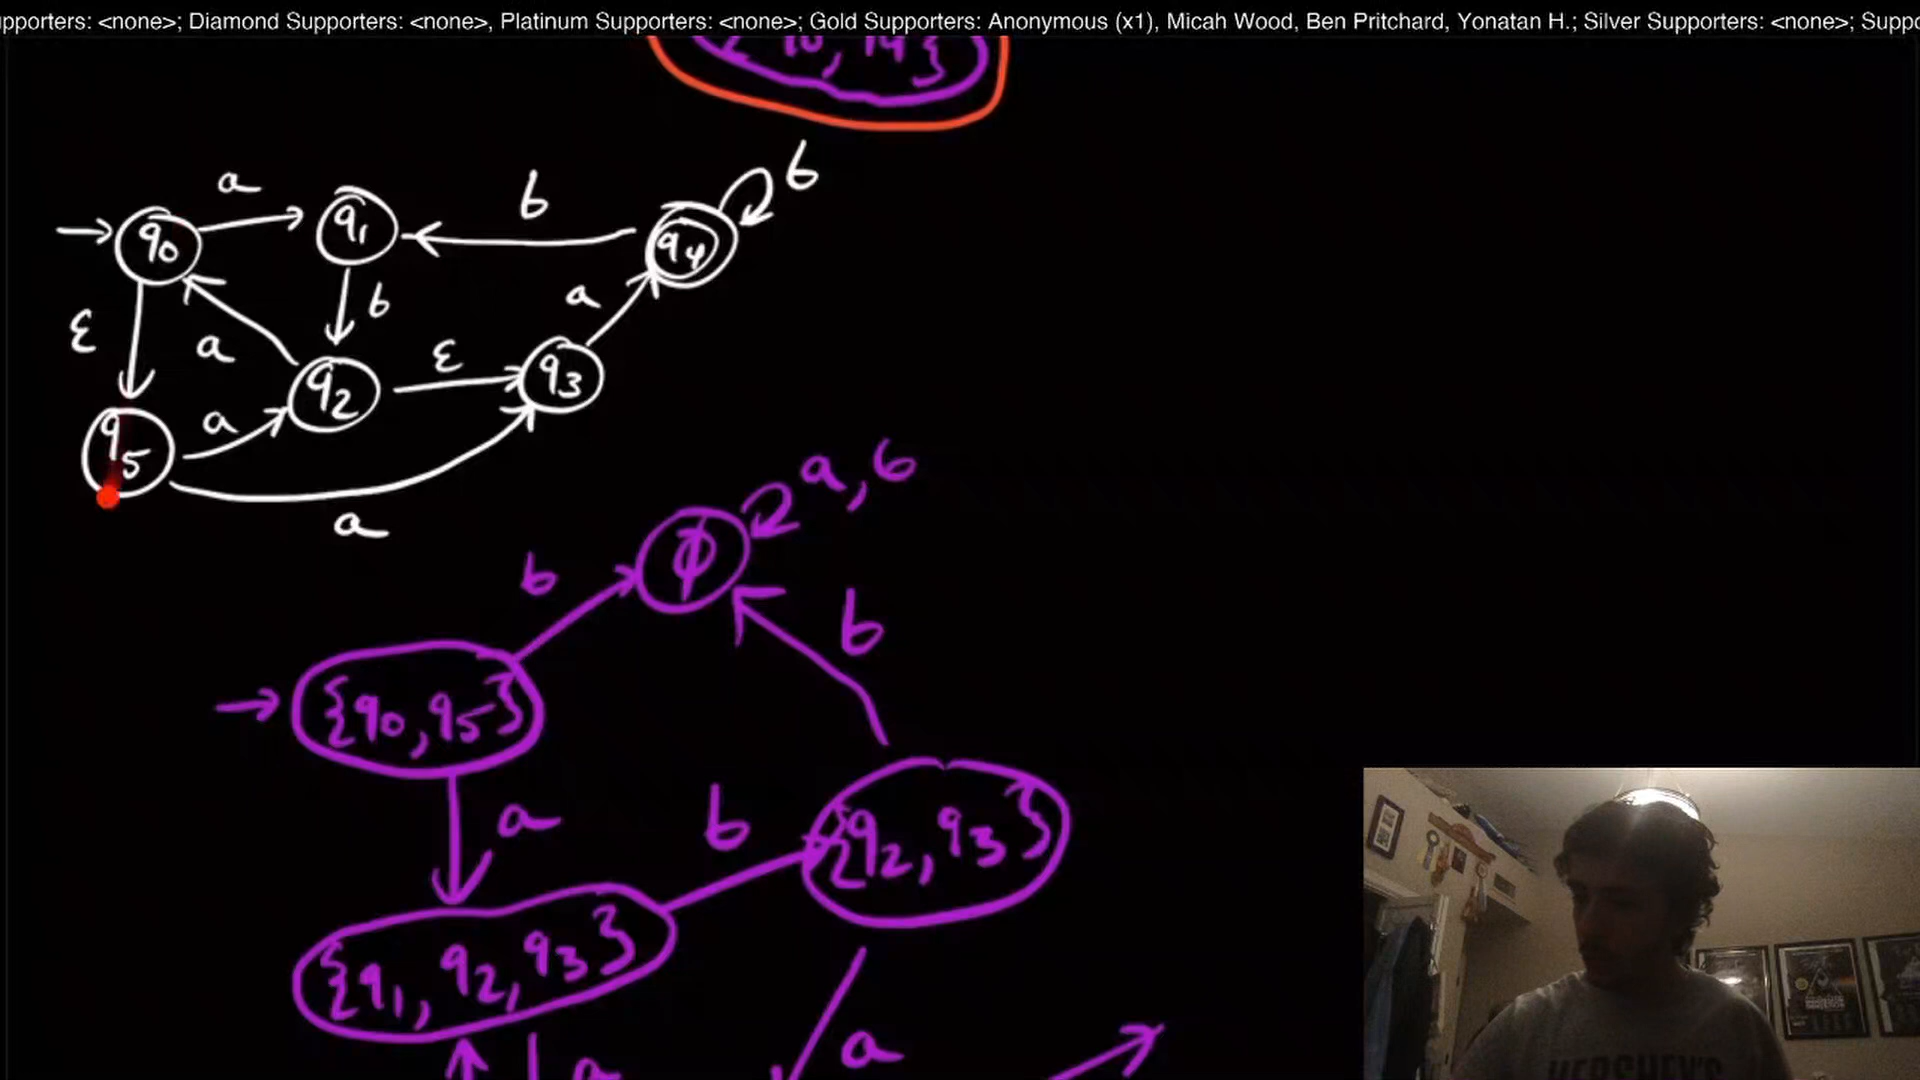 pporters: <none>; Diamond Supporters: <none>, Platinum Supporters: <none>; Gold Supporters: Anonymous (x1), Micah Wood, Ben Pritchard, Yonatan H.; Silver Supporters: <none>; Suppo
b
a
b
q0
q1
q4
ε
a
b
ε
a
q2
q3
q5
a
a
a, b
b
∅
b
{q0, q5}
a
b
{q2, q3}
{q1, q2, q3}
a
a
HERSHEY'S